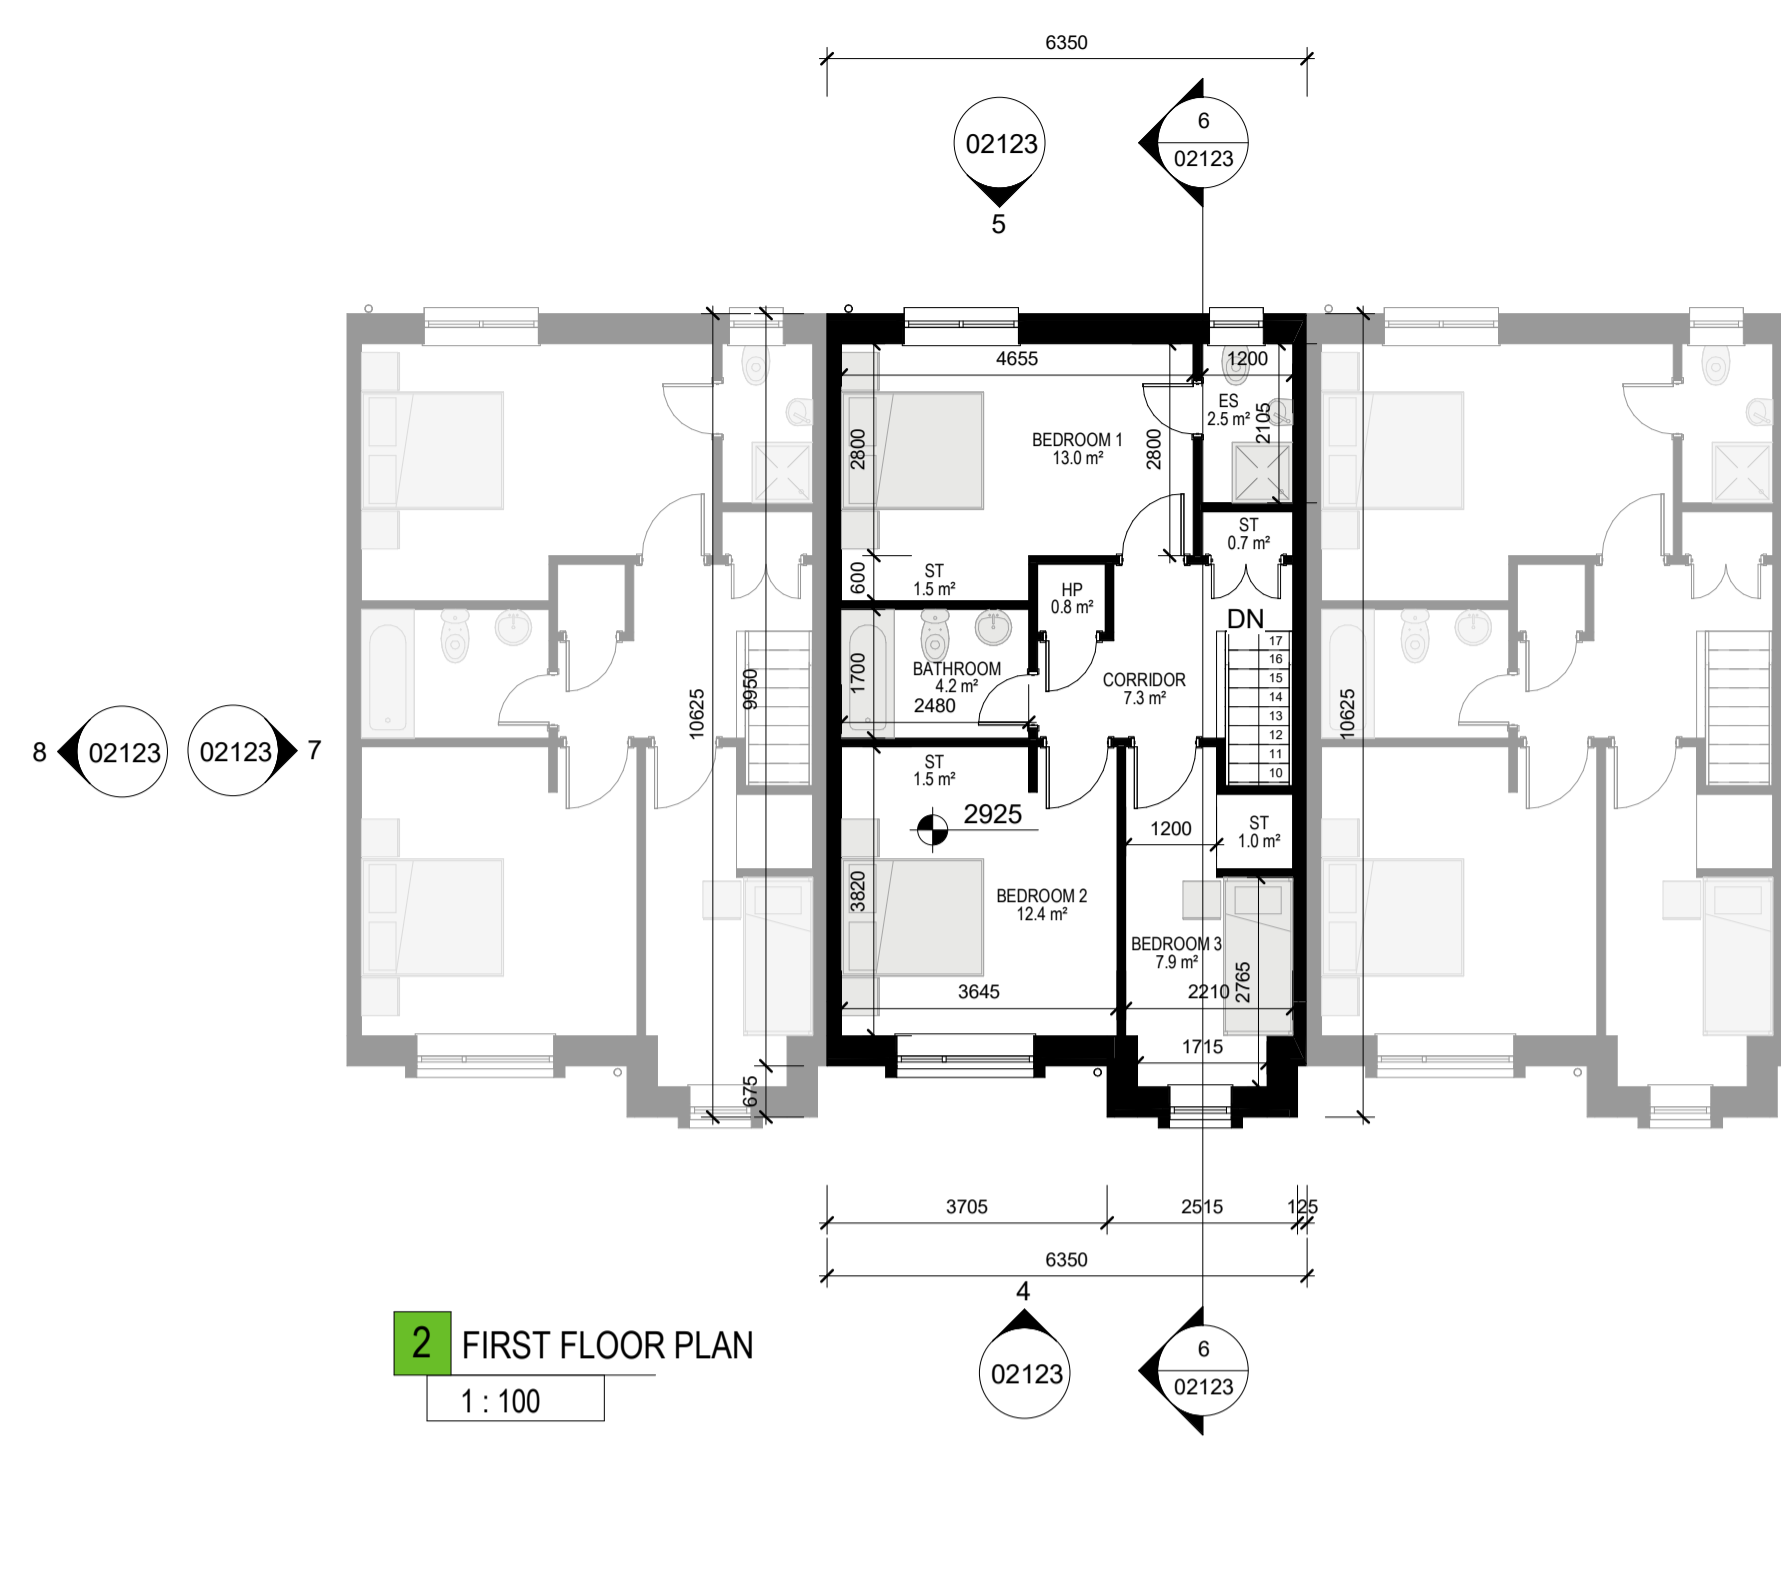 6350
02123
5
6
02123
4655
1200
ES
2.5 m²
2105
BEDROOM 1
13.0 m²
2800
2800
ST
0.7 m²
600
ST
1.5 m²
HP
0.8 m²
DN
17
16
15
14
13
12
11
10
1700
BATHROOM
4.2 m²
2480
CORRIDOR
7.3 m²
10625
9950
10625
8
02123
02123
7
ST
1.5 m²
2925
1200
ST
1.0 m²
3820
BEDROOM 2
12.4 m²
BEDROOM 3
7.9 m²
2765
3645
2210
1715
675
3705
2515
125
6350
4
02123
6
02123
2
FIRST FLOOR PLAN
1 : 100